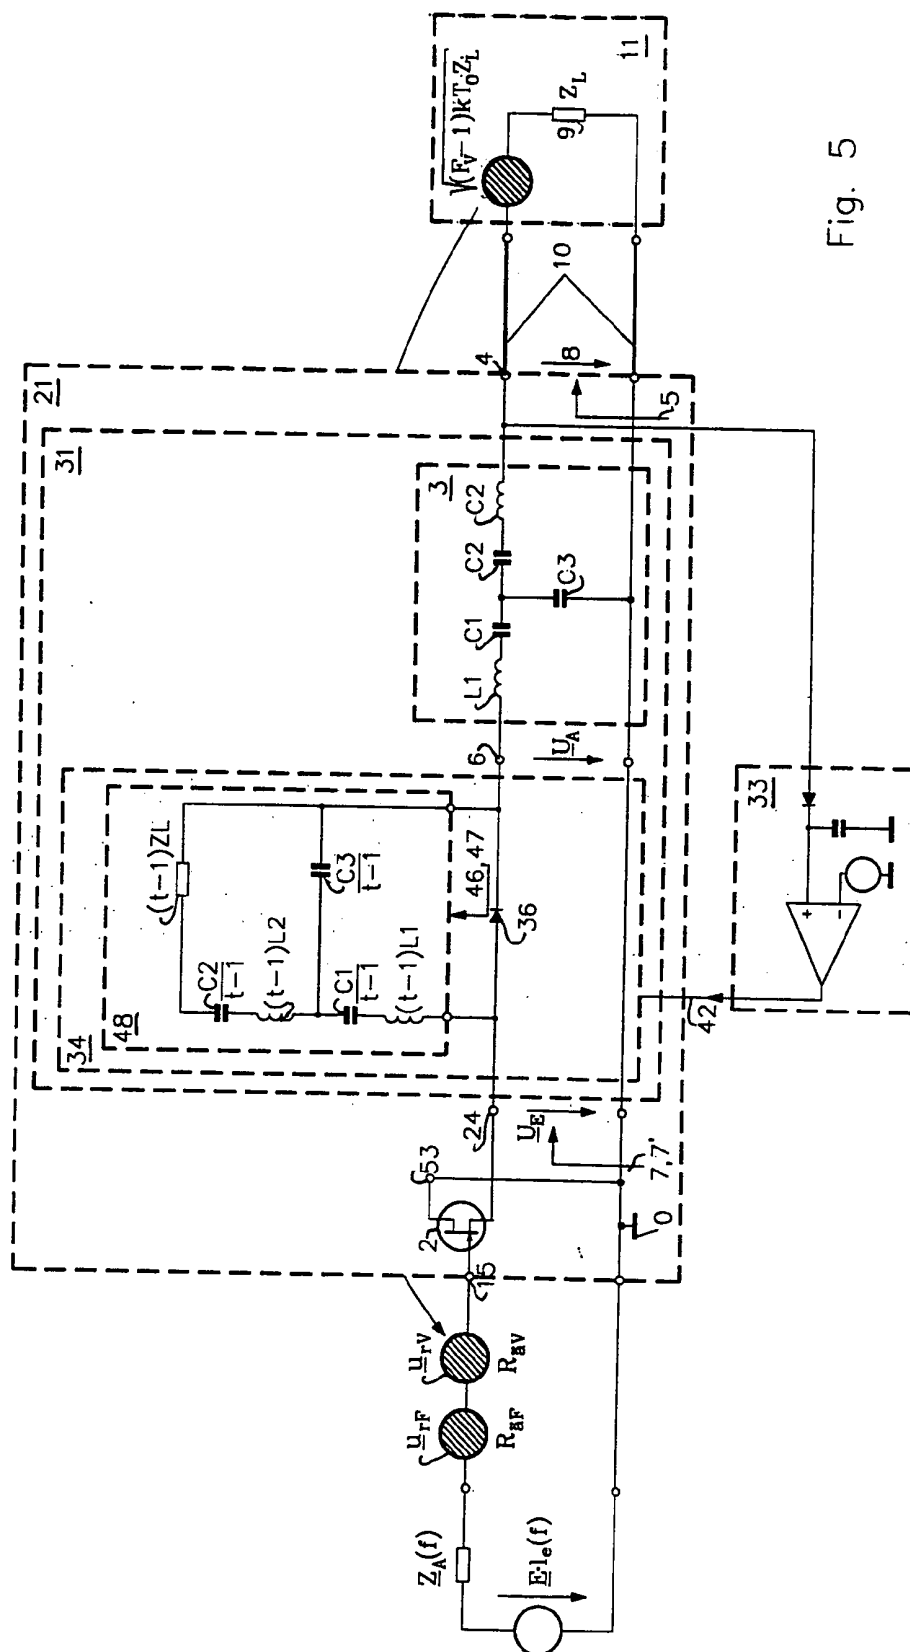 21
31
34
48
(t-1)ZL
C2
t-1
(t-1)L2
C1
t-1
(t-1)L1
C3
t-1
46,47
36
3
L1
C1
C2
C2
C3
6
U_A
4
8
5
10
√(F_V-1)kT_0Z_L
9
Z_L
11
33
+
-
42
24
U_E
7,7'
53
2
15
0
u_rV
R_äV
u_rF
R_äF
Z_A(f)
E·l_e(f)
Fig. 5